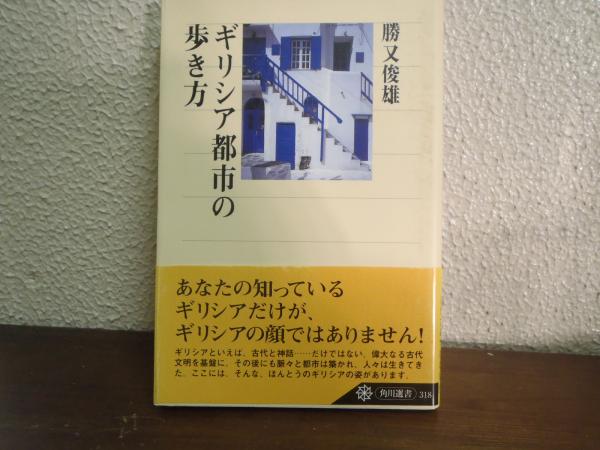 勝又俊雄
ギリシア都市の
歩き方
あなたの知っている
ギリシアだけが、
ギリシアの顔ではありません!
ギリシアといえば、古代と神話……だけではない。偉大なる古代
文明を基盤に、その後にも脈々と都市は築かれ、人々は生きてき
た。ここには、そんな、ほんとうのギリシアの姿があります。
角川選書 318